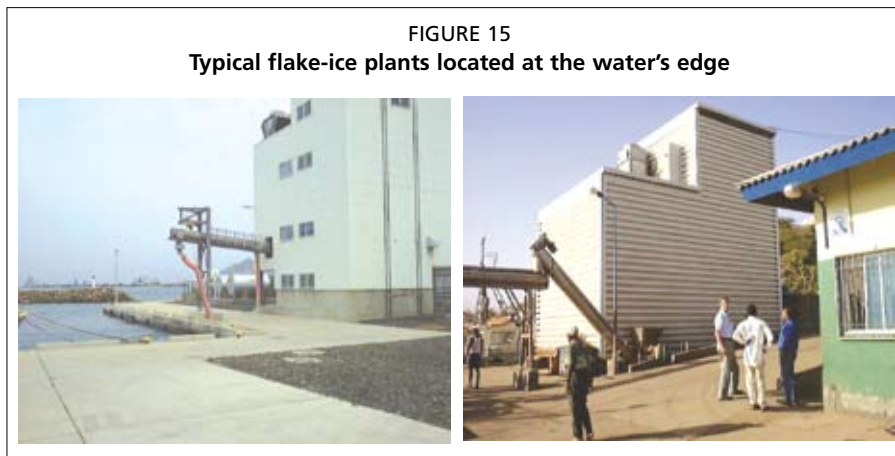 FIGURE 15
Typical flake-ice plants located at the water's edge